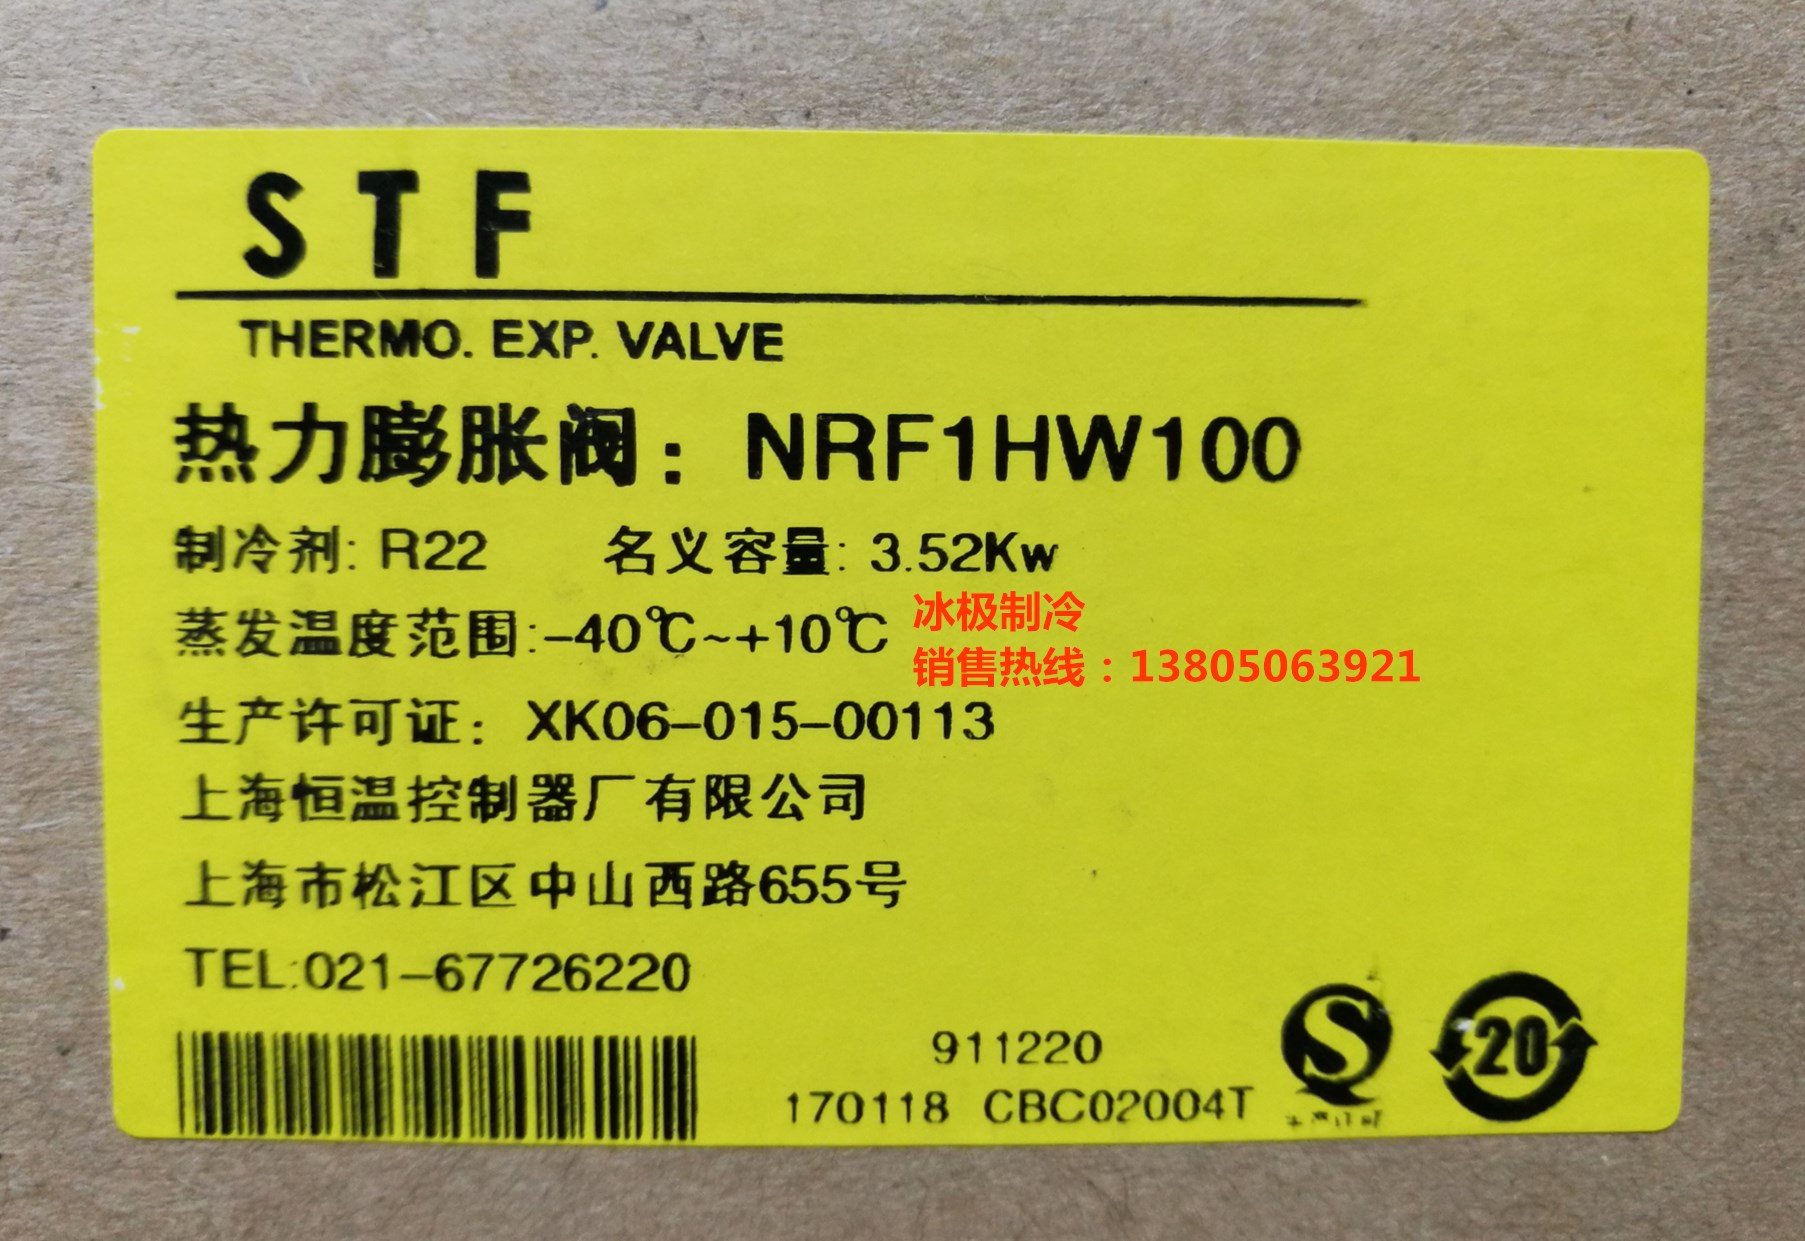 STF
THERMO. EXP. VALVE
热力膨胀阀：NRF1HW100
制冷剂: R22 名义容量: 3.52Kw
蒸发温度范围:-40℃~+10℃
冰极制冷
销售热线：13805063921
生产许可证：XK06-015-00113
上海恒温控制器厂有限公司
上海市松江区中山西路655号
TEL:021-67726220
911220
170118 CBC02004T
20